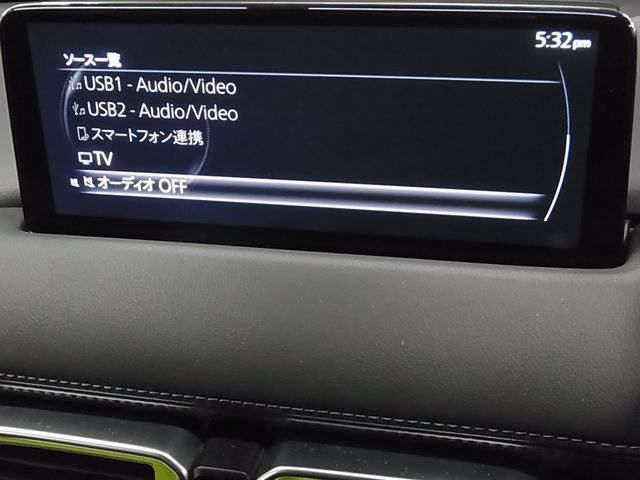 5:32pm
ソース一覧
USB1 - Audio/Video
USB2 - Audio/Video
スマートフォン連携
TV
オーディオ OFF